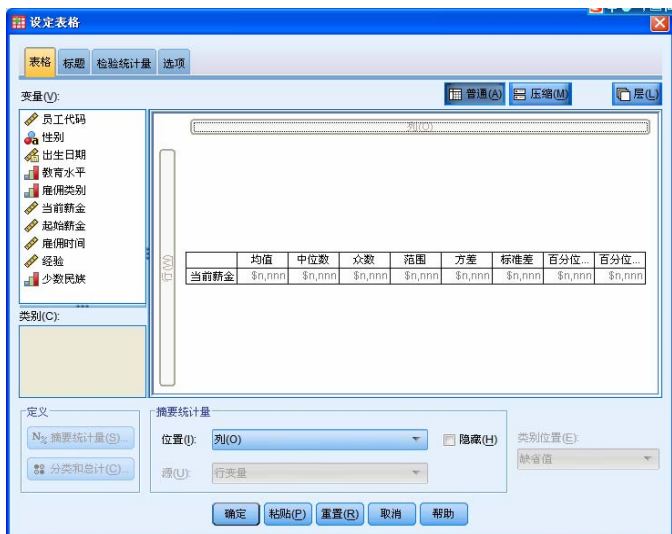 设定表格
表格 标题 检验统计量 选项
变量(V):
普通(A) 压缩(M) 层(L)
员工代码
性别
出生日期
教育水平
雇佣类别
当前薪金
起始薪金
雇佣时间
经验
少数民族
列(O)
行(W)
均值 中位数 众数 范围 方差 标准差 百分位... 百分位...
当前薪金 $n,nnn $n,nnn $n,nnn $n,nnn $n,nnn $n,nnn $n,nnn $n,nnn
类别(C):
定义
N% 摘要统计量(S)...
分类和总计(C)...
摘要统计量
位置(I): 列(O) 隐藏(H)
源(U): 行变量
类别位置(E):
缺省值
确定 粘贴(P) 重置(R) 取消 帮助